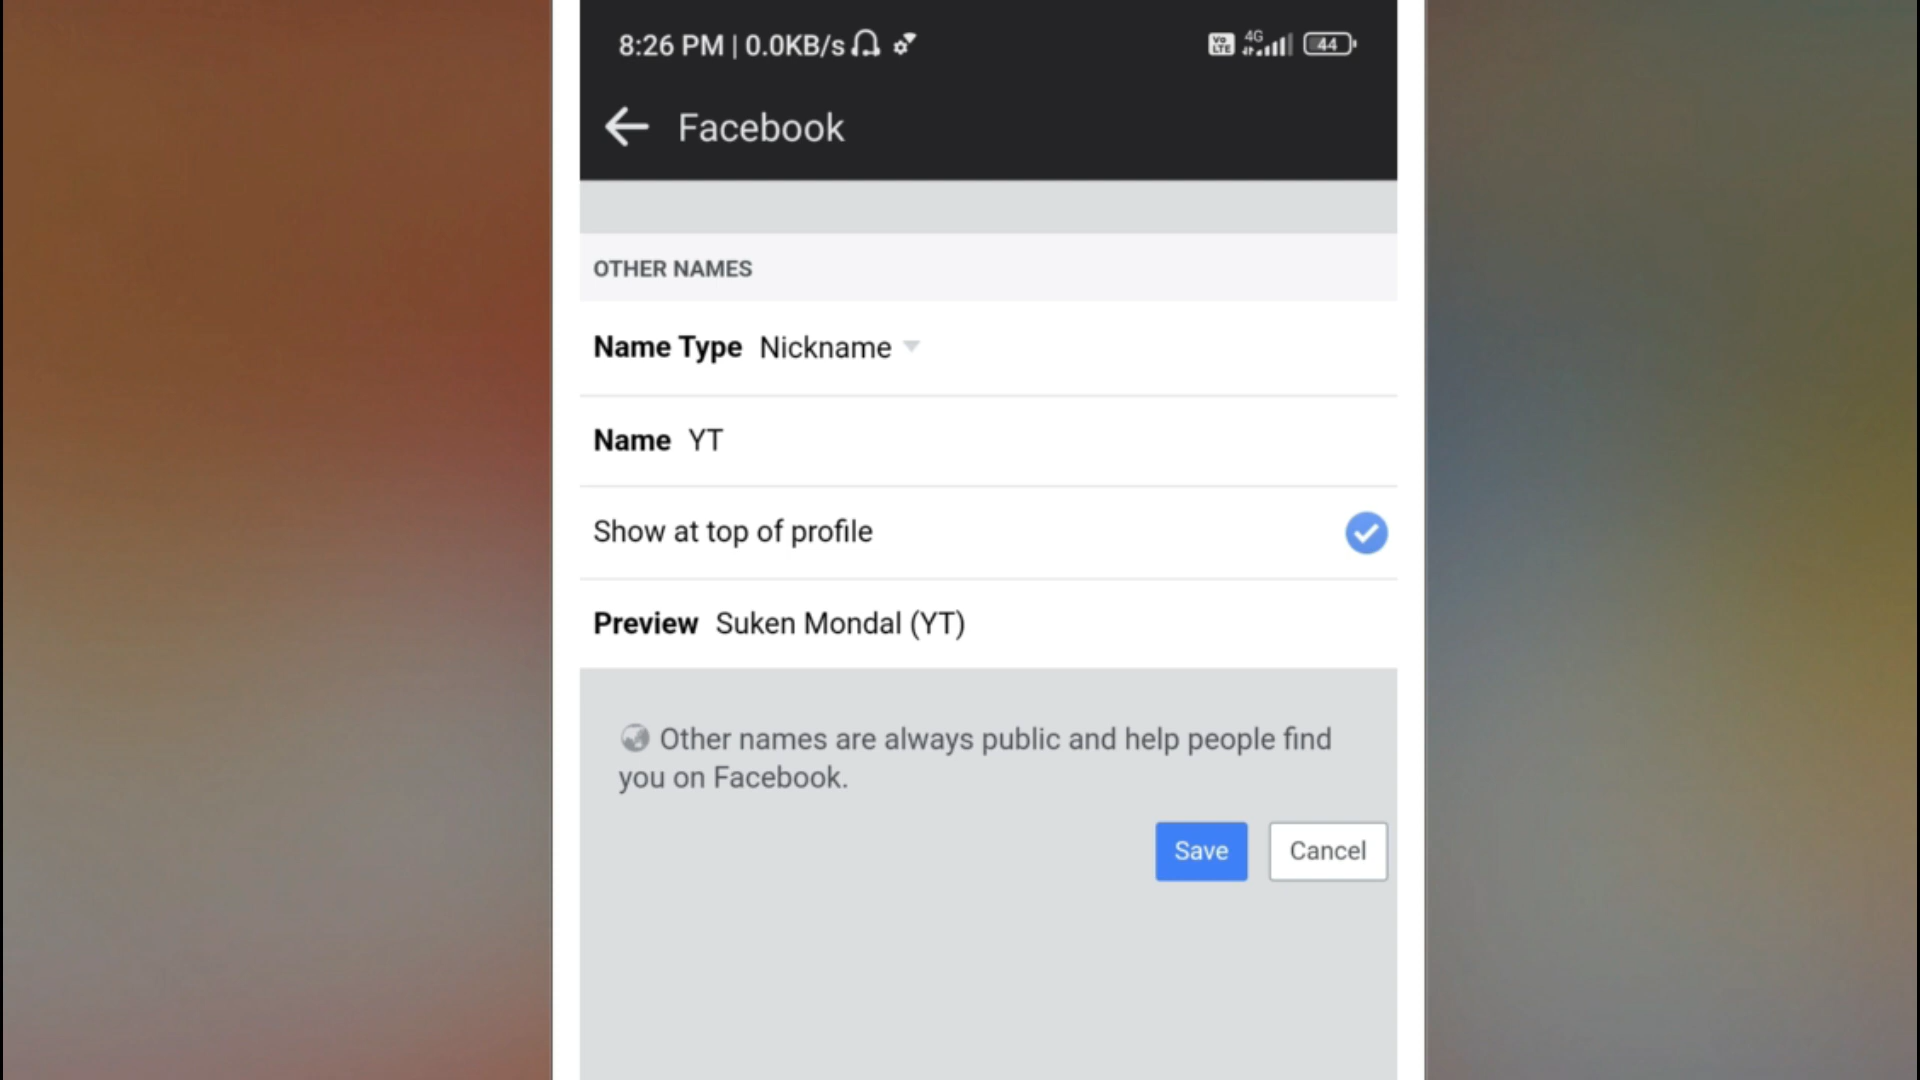 8:26 PM | 0.0KB/s Vo LTE 4G 44
Facebook
OTHER NAMES
Name Type Nickname
Name YT
Show at top of profile
Preview Suken Mondal (YT)
Other names are always public and help people find
you on Facebook.
Save Cancel